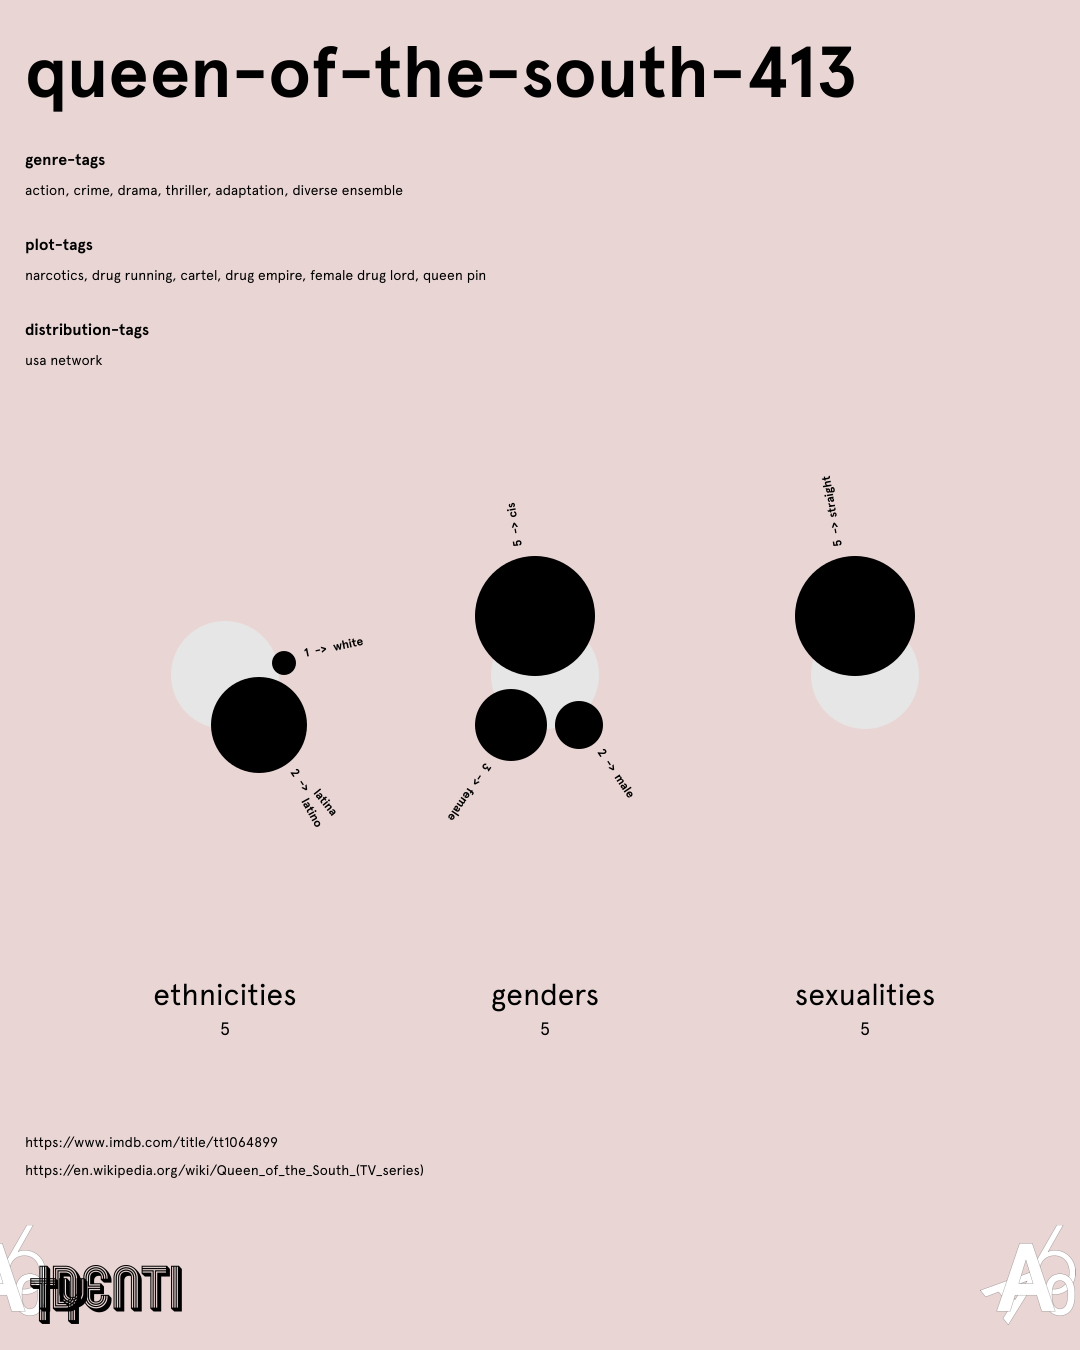 queen-of-the-south-413
genre-tags
action, crime, drama, thriller, adaptation, diverse ensemble
plot-tags
narcotics, drug running, cartel, drug empire, female drug lord, queen pin
distribution-tags
usa network
5 -> cis
5 -> straight
1 -> white
2 -> latina
latino
3 -> female
2 -> male
ethnicities
5
genders
5
sexualities
5
https://www.imdb.com/title/tt1064899
https://en.wikipedia.org/wiki/Queen_of_the_South_(TV_series)